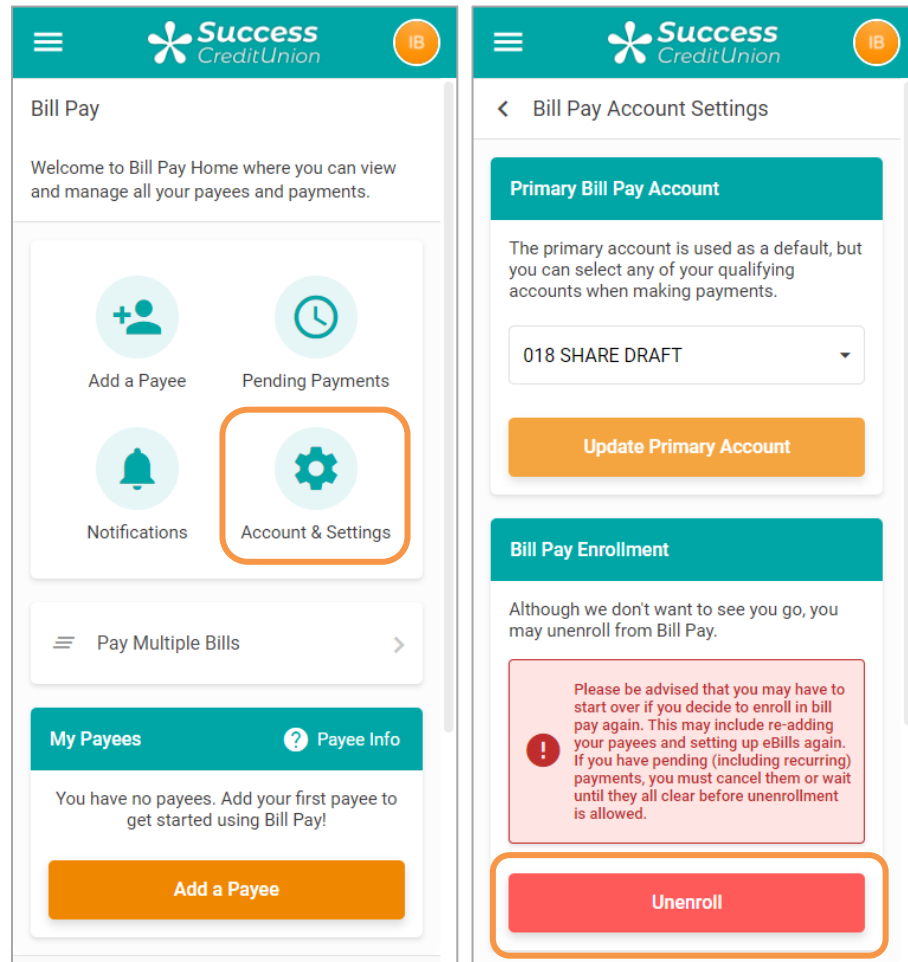 Success
CreditUnion
IB
Bill Pay
Welcome to Bill Pay Home where you can view
and manage all your payees and payments.
Add a Payee
Pending Payments
Notifications
Account & Settings
Pay Multiple Bills
My Payees
Payee Info
You have no payees. Add your first payee to
get started using Bill Pay!
Add a Payee
Success
CreditUnion
IB
Bill Pay Account Settings
Primary Bill Pay Account
The primary account is used as a default, but
you can select any of your qualifying
accounts when making payments.
018 SHARE DRAFT
Update Primary Account
Bill Pay Enrollment
Although we don't want to see you go, you
may unenroll from Bill Pay.
Please be advised that you may have to
start over if you decide to enroll in bill
pay again. This may include re-adding
your payees and setting up eBills again.
If you have pending (including recurring)
payments, you must cancel them or wait
until they all clear before unenrollment
is allowed.
Unenroll